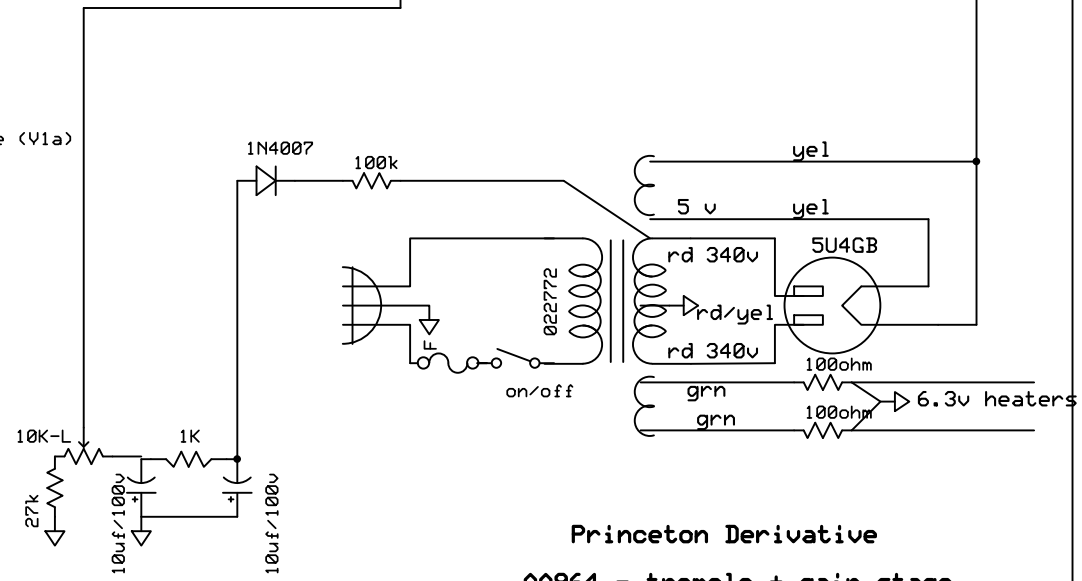 (V1a)
1N4007
100k
yel
5 v
yel
5U4GB
rd 340v
022772
rd/yel
rd 340v
F
on/off
100ohm
grn
6.3v heaters
100ohm
grn
10K-L
1K
27k
10uf/100v
+
+
10uf/100v
Princeton Derivative